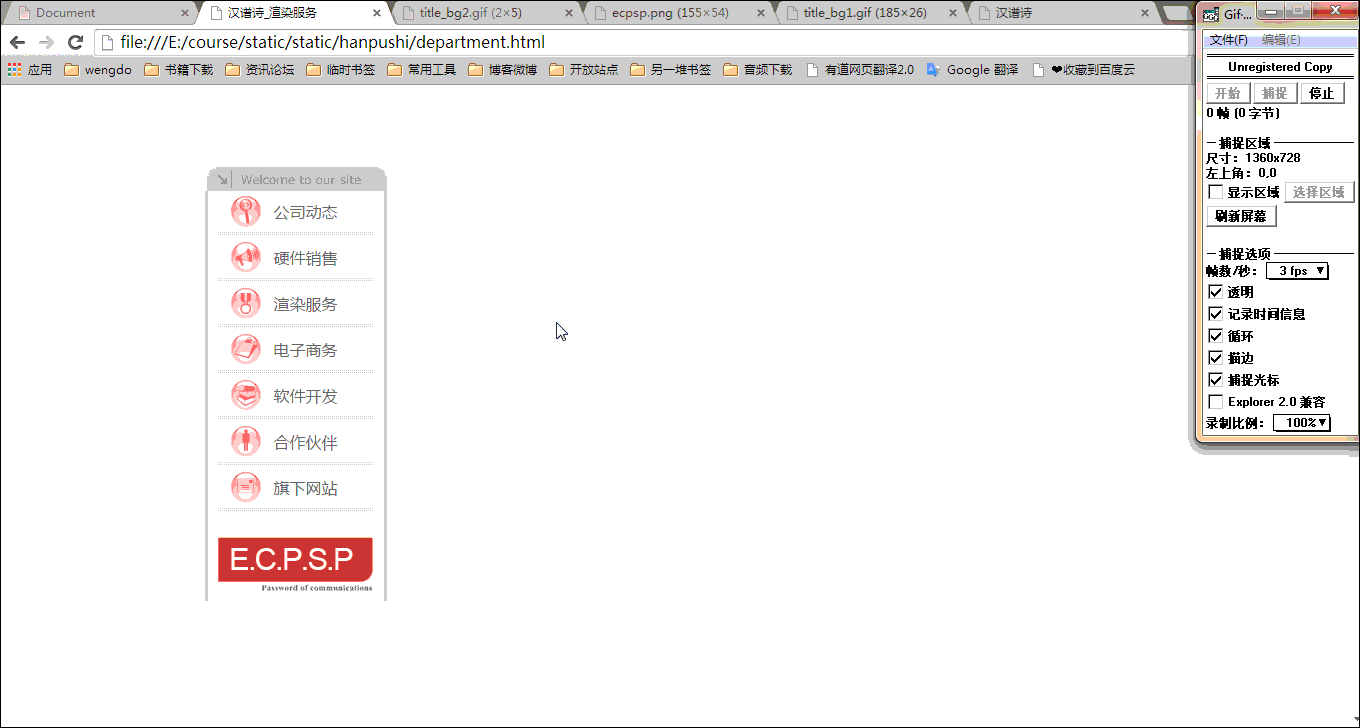 Document
汉谱诗_渲染服务
title_bg2.gif (2×5)
ecpsp.png (155×54)
title_bg1.gif (185×26)
汉谱诗
Gif-...
file:///E:/course/static/static/hanpushi/department.html
文件(F) 编辑(E)
应用 wengdo 书籍下载 资讯论坛 临时书签 常用工具 博客微博 开放站点 另一堆书签 音频下载 有道网页翻译2.0 Google 翻译 ❤收藏到百度云
Unregistered Copy
开始 捕捉 停止
0 帧 (0 字节)
捕捉区域
尺寸：1360x728
左上角：0,0
显示区域 选择区域
刷新屏幕
捕捉选项
帧数/秒： 3 fps
透明
记录时间信息
循环
描边
捕捉光标
Explorer 2.0 兼容
录制比例： 100%
Welcome to our site
公司动态
硬件销售
渲染服务
电子商务
软件开发
合作伙伴
旗下网站
E.C.P.S.P
Password of communications